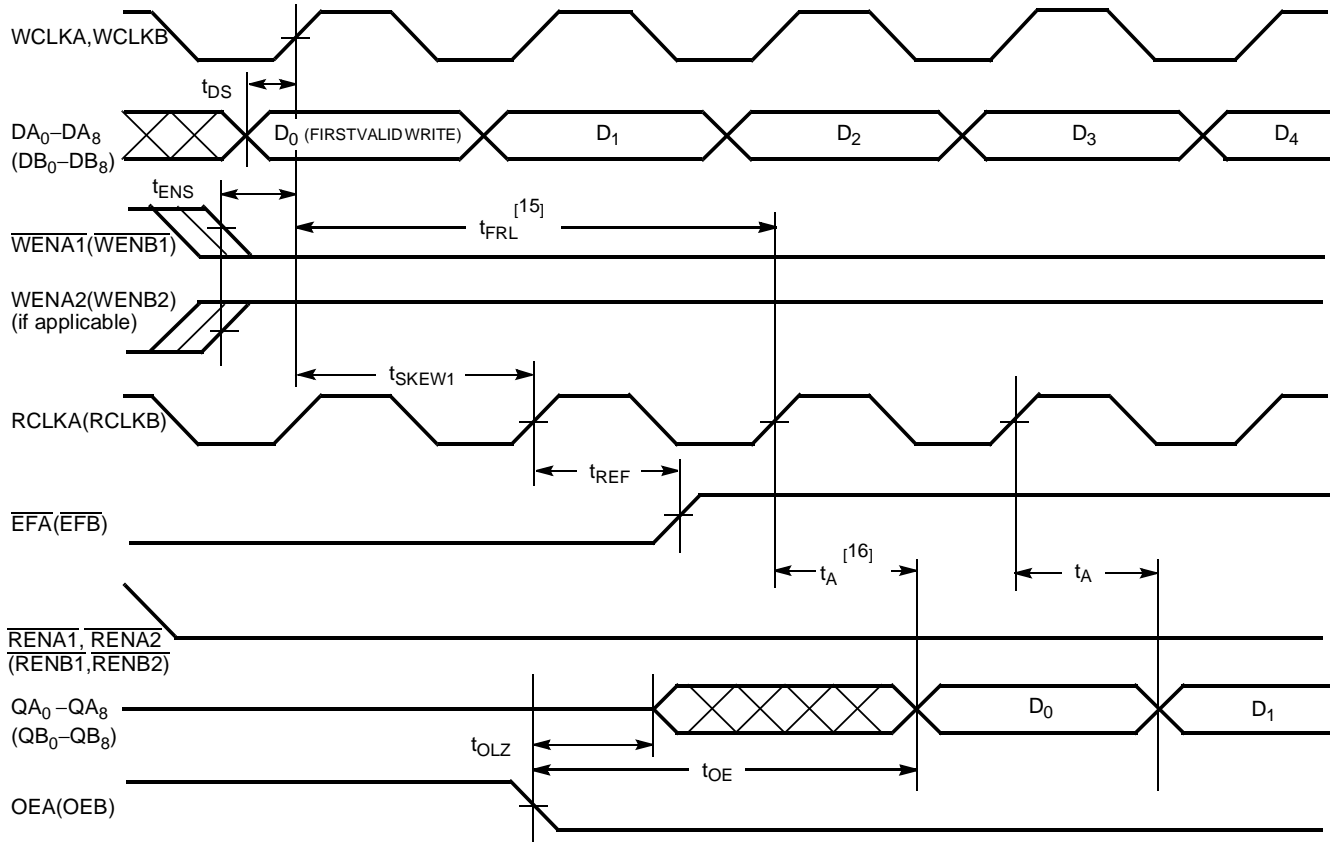 WCLKA,WCLKB
tDS
DA0–DA8
(DB0–DB8)
D0 (FIRSTVALID WRITE)
D1
D2
D3
D4
tENS
WENA1(WENB1)
tFRL [15]
WENA2(WENB2)
(if applicable)
tSKEW1
RCLKA(RCLKB)
tREF
EFA(EFB)
tA [16]
tA
RENA1, RENA2
(RENB1,RENB2)
QA0–QA8
(QB0–QB8)
D0
D1
tOLZ
tOE
OEA(OEB)